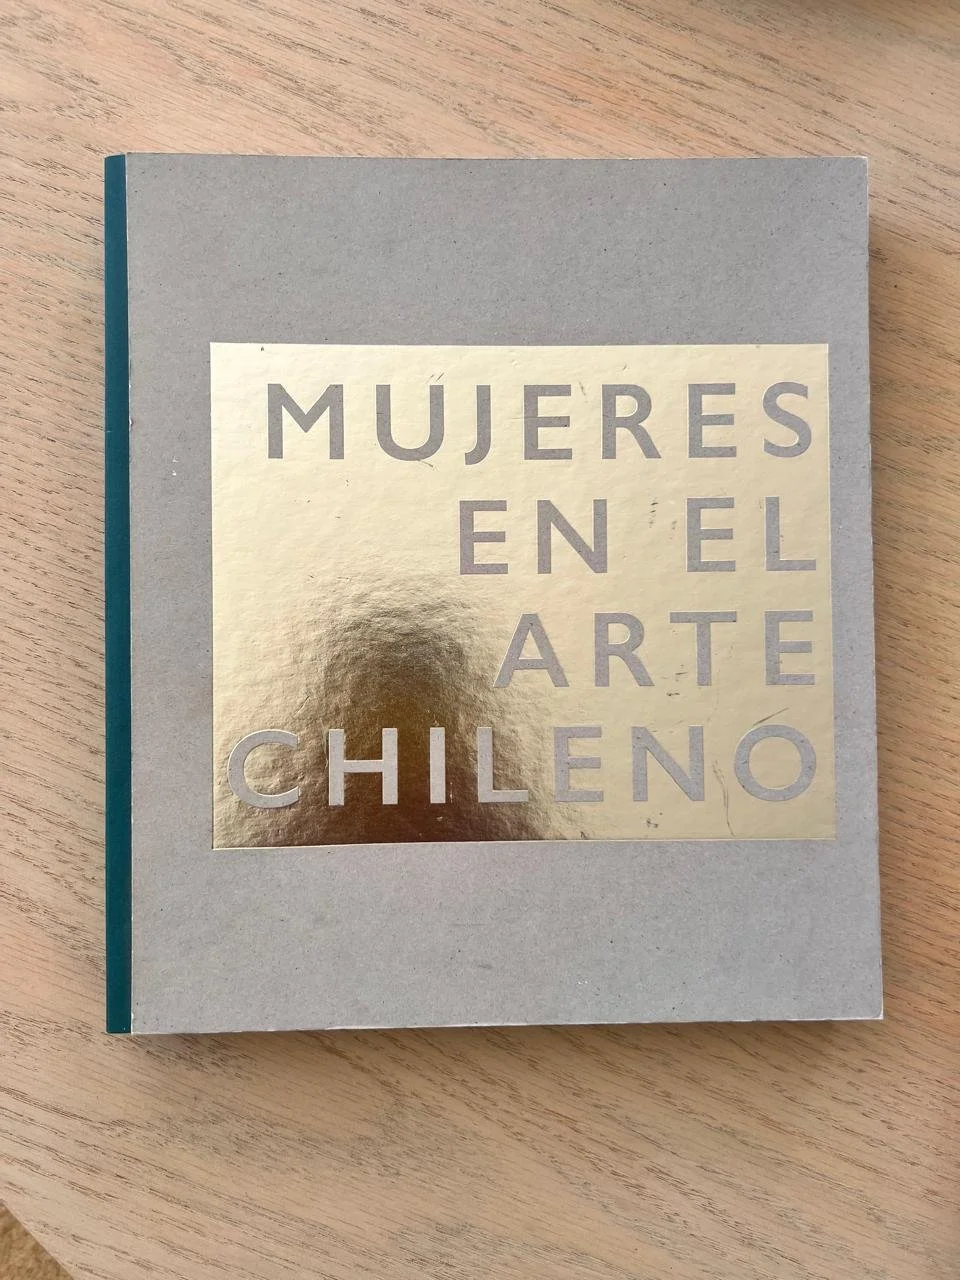 MUJERES
EN EL
ARTE
CHILENO